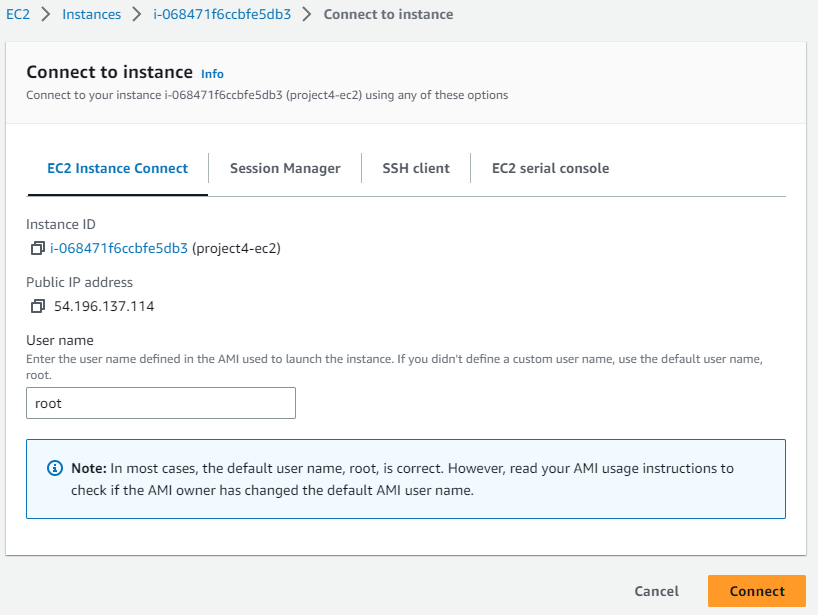 EC2 > Instances > i-068471f6ccbfe5db3 > Connect to instance
Connect to instance Info
Connect to your instance i-068471f6ccbfe5db3 (project4-ec2) using any of these options
EC2 Instance Connect Session Manager SSH client EC2 serial console
Instance ID
i-068471f6ccbfe5db3 (project4-ec2)
Public IP address
54.196.137.114
User name
Enter the user name defined in the AMI used to launch the instance. If you didn't define a custom user name, use the default user name,
root.
root
Note: In most cases, the default user name, root, is correct. However, read your AMI usage instructions to
check if the AMI owner has changed the default AMI user name.
Cancel Connect